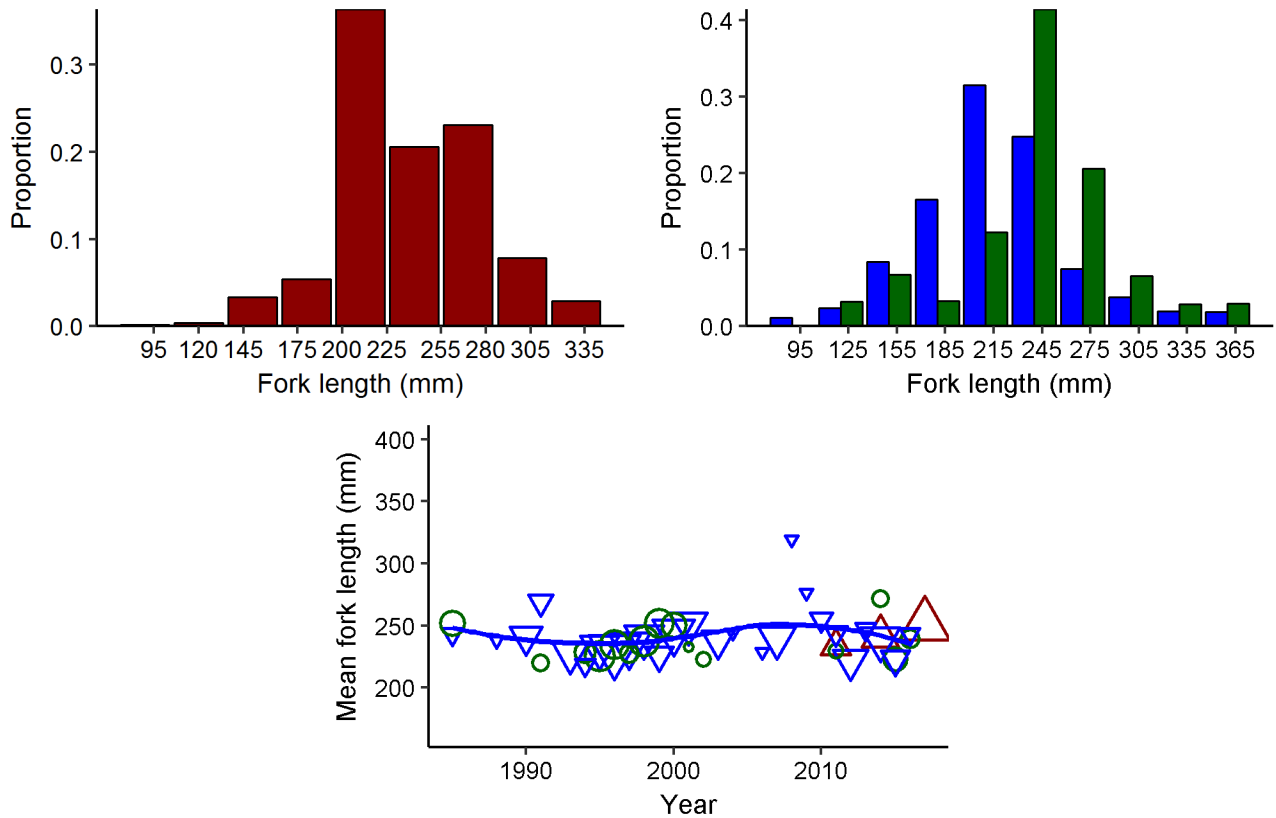 Proportion
0.3
0.2
0.1
0.0
95 120 145 175 200 225 255 280 305 335
Fork length (mm)
Proportion
0.4
0.3
0.2
0.1
0.0
95 125 155 185 215 245 275 305 335 365
Fork length (mm)
Mean fork length (mm)
400
350
300
250
200
1990 2000 2010
Year